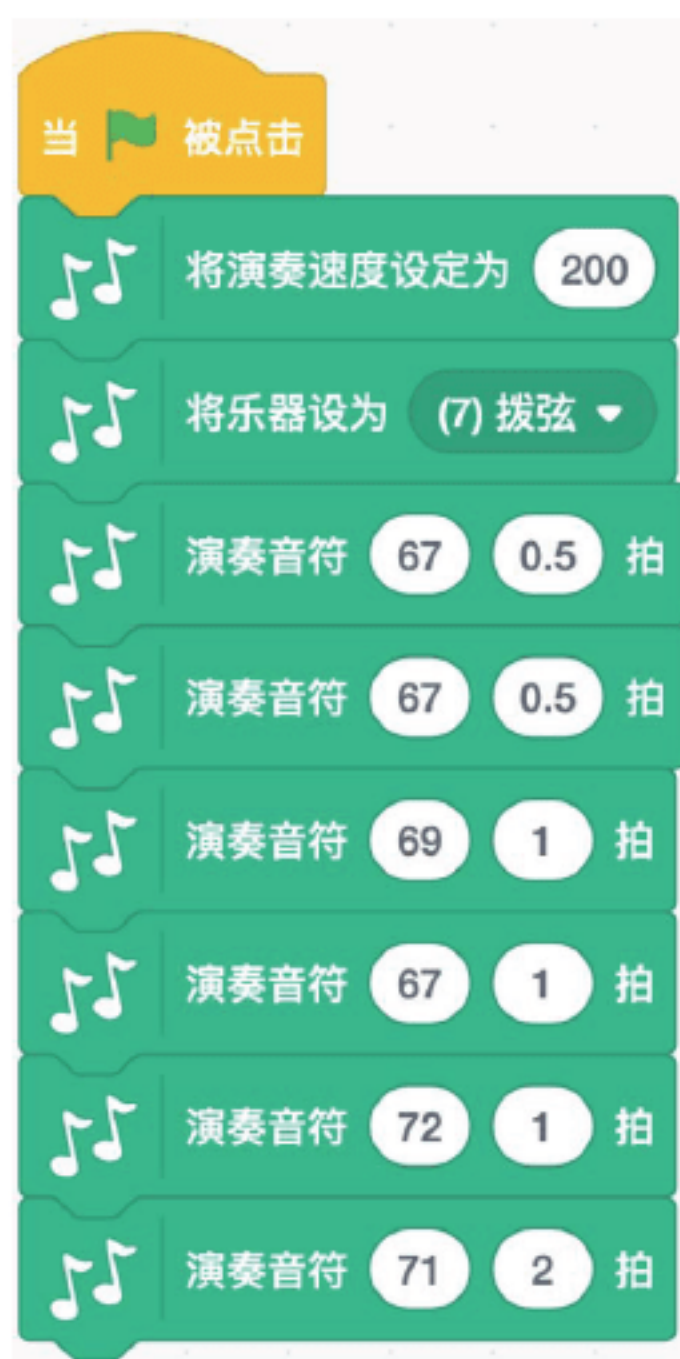 当 被点击
将演奏速度设定为 200
将乐器设为 (7) 拨弦
演奏音符 67 0.5 拍
演奏音符 67 0.5 拍
演奏音符 69 1 拍
演奏音符 67 1 拍
演奏音符 72 1 拍
演奏音符 71 2 拍